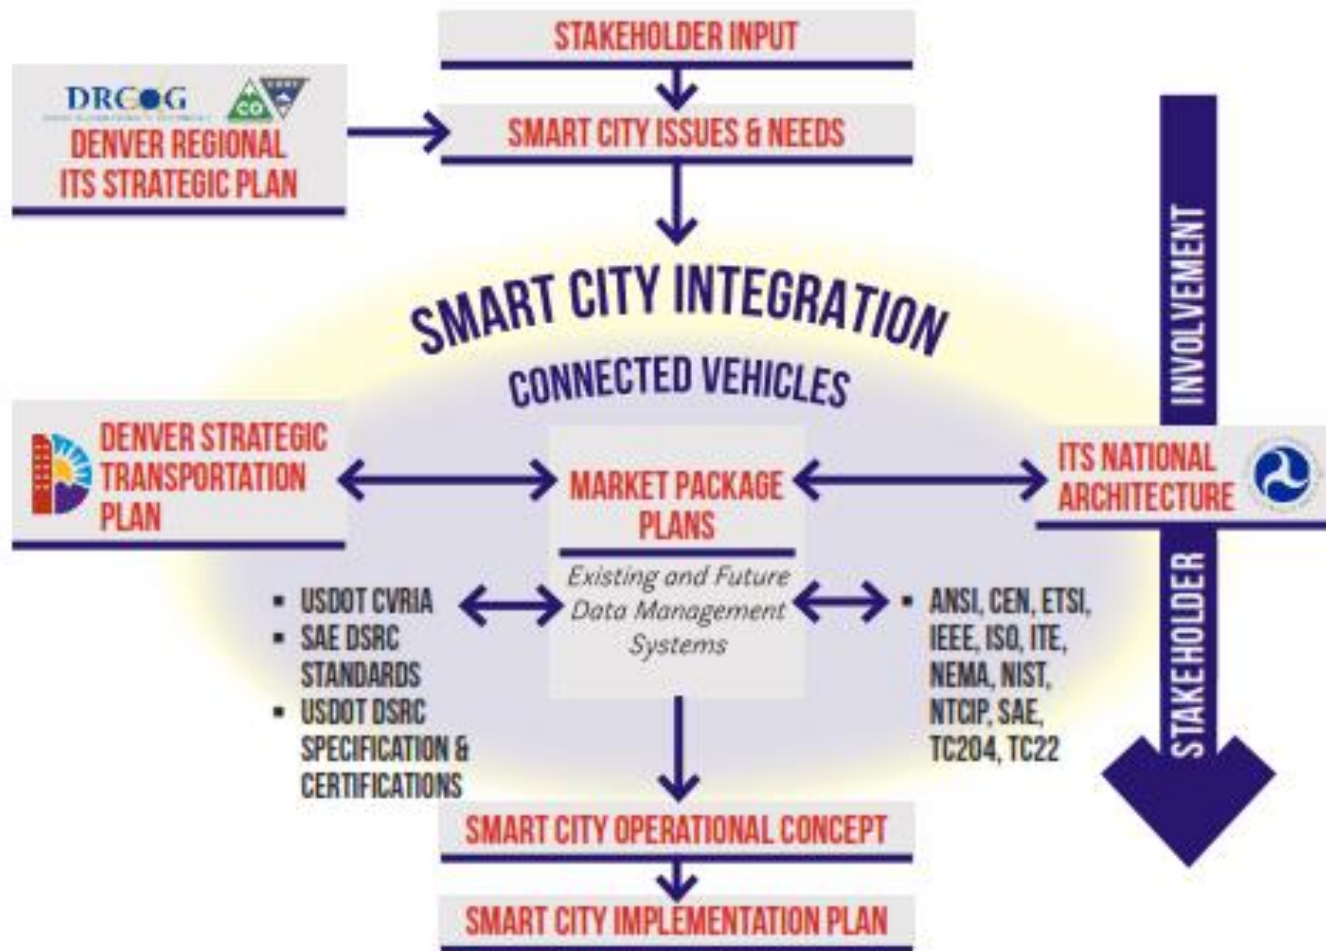 STAKEHOLDER INPUT
DRCOG
CO
DENVER REGIONAL
ITS STRATEGIC PLAN
SMART CITY ISSUES & NEEDS
SMART CITY INTEGRATION
CONNECTED VEHICLES
DENVER STRATEGIC
TRANSPORTATION
PLAN
MARKET PACKAGE
PLANS
Existing and Future
Data Management
Systems
ITS NATIONAL
ARCHITECTURE
▪ USDOT CVRIA
▪ SAE DSRC
STANDARDS
▪ USDOT DSRC
SPECIFICATION &
CERTIFICATIONS
▪ ANSI, CEN, ETSI,
IEEE, ISO, ITE,
NEMA, NIST,
NTCIP, SAE,
TC204, TC22
STAKEHOLDER INVOLVEMENT
SMART CITY OPERATIONAL CONCEPT
SMART CITY IMPLEMENTATION PLAN